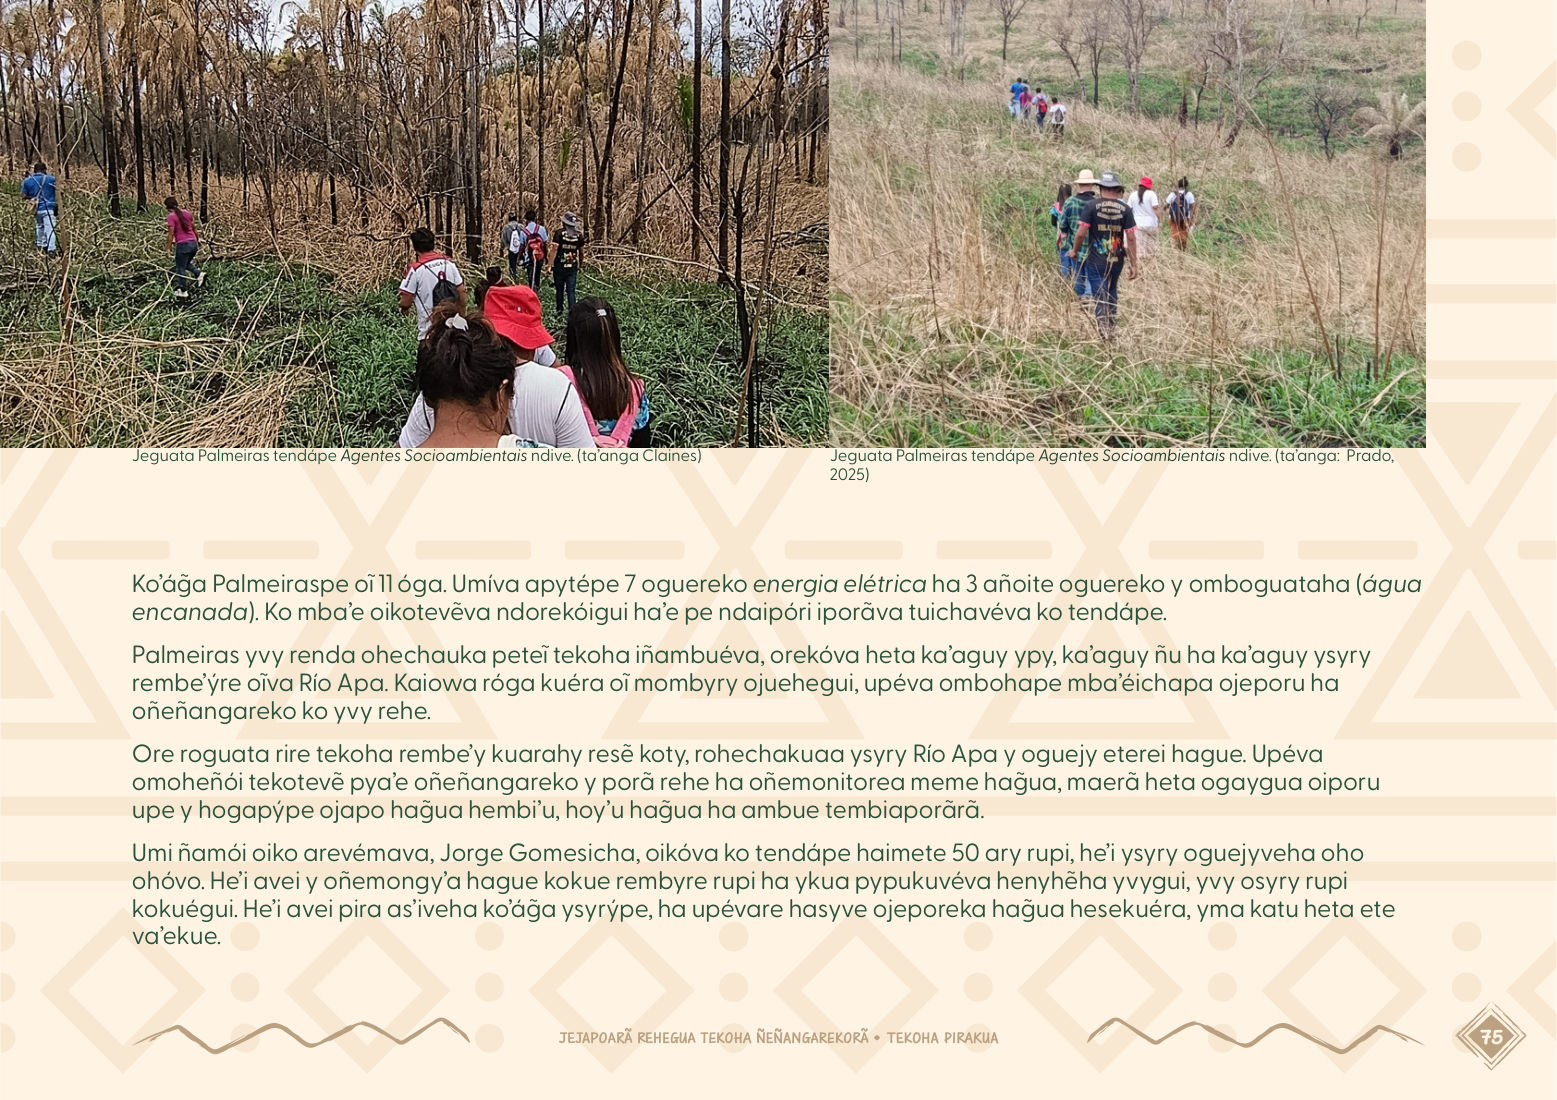 Jeguata Palmeiras tendápe Agentes Socioambientais ndive. (ta’anga Claines)
Jeguata Palmeiras tendápe Agentes Socioambientais ndive. (ta’anga: Prado,
2025)
Ko’ág̃a Palmeiraspe oĩ 11 óga. Umíva apytépe 7 oguereko energia elétrica ha 3 añoite oguereko y omboguataha (água
encanada). Ko mba’e oikotevẽva ndorekóigui ha’e pe ndaipóri iporãva tuichavéva ko tendápe.
Palmeiras yvy renda ohechauka peteĩ tekoha iñambuéva, orekóva heta ka’aguy ypy, ka’aguy ñu ha ka’aguy ysyry
rembe’ýre oĩva Río Apa. Kaiowa róga kuéra oĩ mombyry ojuehegui, upéva ombohape mba’éichapa ojeporu ha
oñeñangareko ko yvy rehe.
Ore roguata rire tekoha rembe’y kuarahy resẽ koty, rohechakuaa ysyry Río Apa y oguejy eterei hague. Upéva
omoheñói tekotevẽ pya’e oñeñangareko y porã rehe ha oñemonitorea meme hag̃ua, maerã heta ogaygua oiporu
upe y hogapýpe ojapo hag̃ua hembi’u, hoy’u hag̃ua ha ambue tembiaporãrã.
Umi ñamói oiko arevémava, Jorge Gomesicha, oikóva ko tendápe haimete 50 ary rupi, he’i ysyry oguejyveha oho
ohóvo. He’i avei y oñemongy’a hague kokue rembyre rupi ha ykua pypukuvéva henyhẽha yvygui, yvy osyry rupi
kokuégui. He’i avei pira as’iveha ko’ág̃a ysyrýpe, ha upévare hasyve ojeporeka hag̃ua hesekuéra, yma katu heta ete
va’ekue.
JEJAPOARÃ REHEGUA TEKOHA ÑEÑANGAREKORÃ • TEKOHA PIRAKUA
75